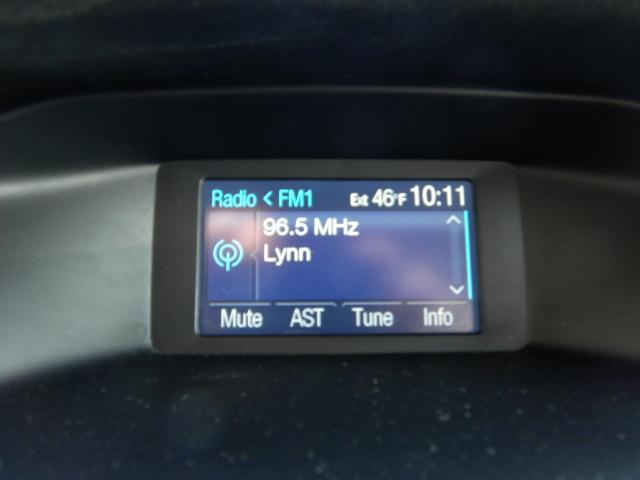 Radio < FM1 Ext 46°F 10:11
96.5 MHz
Lynn
Mute AST Tune Info